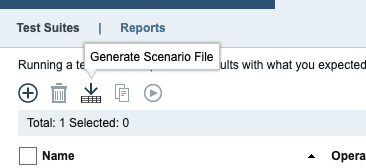 Test Suites | Reports
Generate Scenario File
Running a te ults with what you expected
Total: 1 Selected: 0
Name Opera